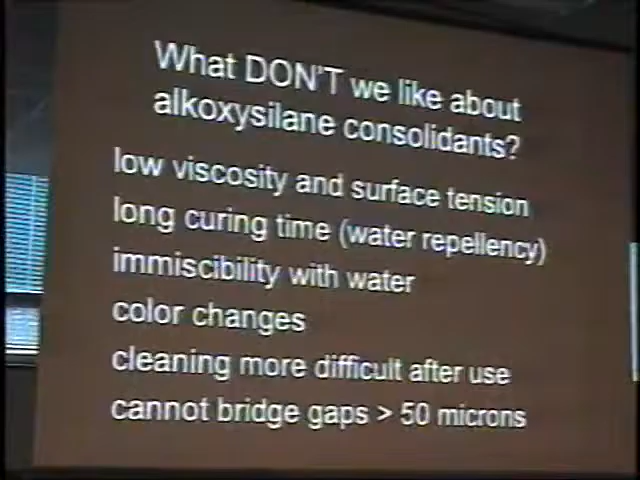 What DON'T we like about
alkoxysilane consolidants?
low viscosity and surface tension
long curing time (water repellency)
immiscibility with water
color changes
cleaning more difficult after use
cannot bridge gaps > 50 microns